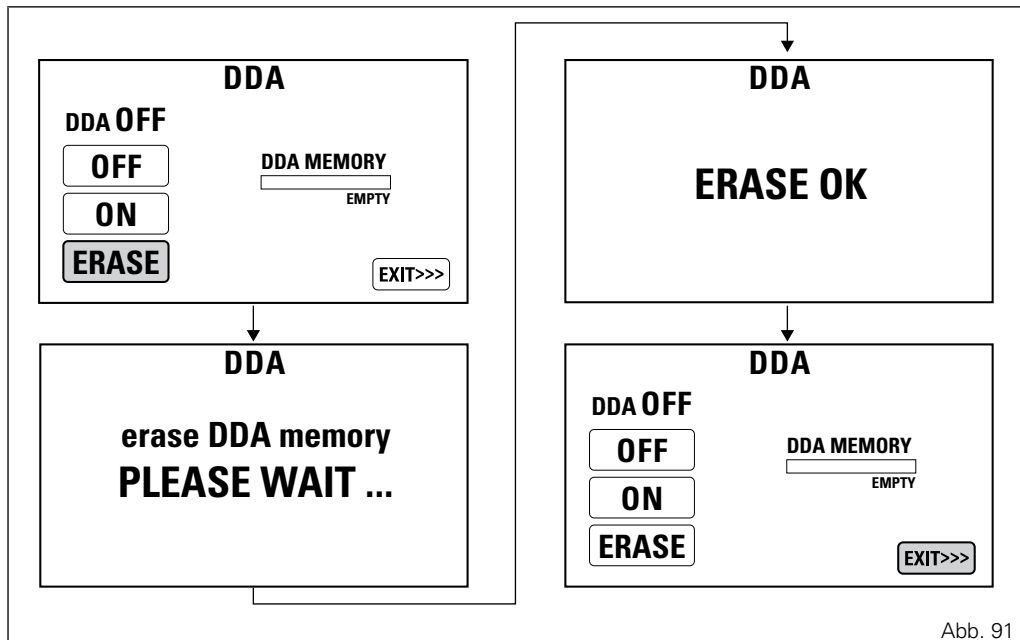 DDA
DDA OFF
OFF
DDA MEMORY
EMPTY
ON
ERASE
EXIT>>>
DDA
erase DDA memory
PLEASE WAIT ...
DDA
ERASE OK
DDA
DDA OFF
OFF
DDA MEMORY
EMPTY
ON
ERASE
EXIT>>>
Abb. 91